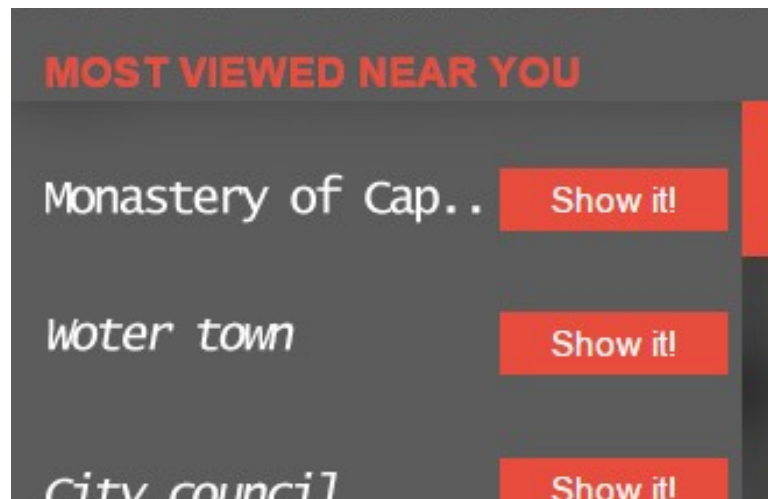 MOST VIEWED NEAR YOU
Monastery of Cap.. Show it!
Woter town Show it!
City council Show it!